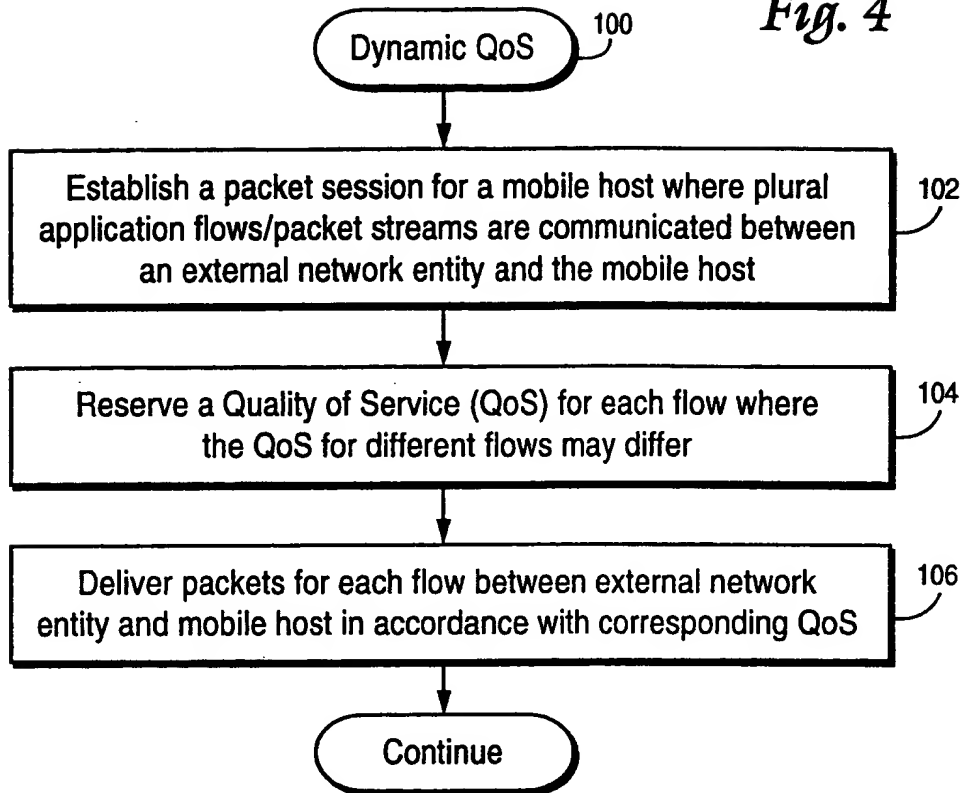 Fig. 4
Dynamic QoS
100
Establish a packet session for a mobile host where plural
application flows/packet streams are communicated between
an external network entity and the mobile host
102
Reserve a Quality of Service (QoS) for each flow where
the QoS for different flows may differ
104
Deliver packets for each flow between external network
entity and mobile host in accordance with corresponding QoS
106
Continue